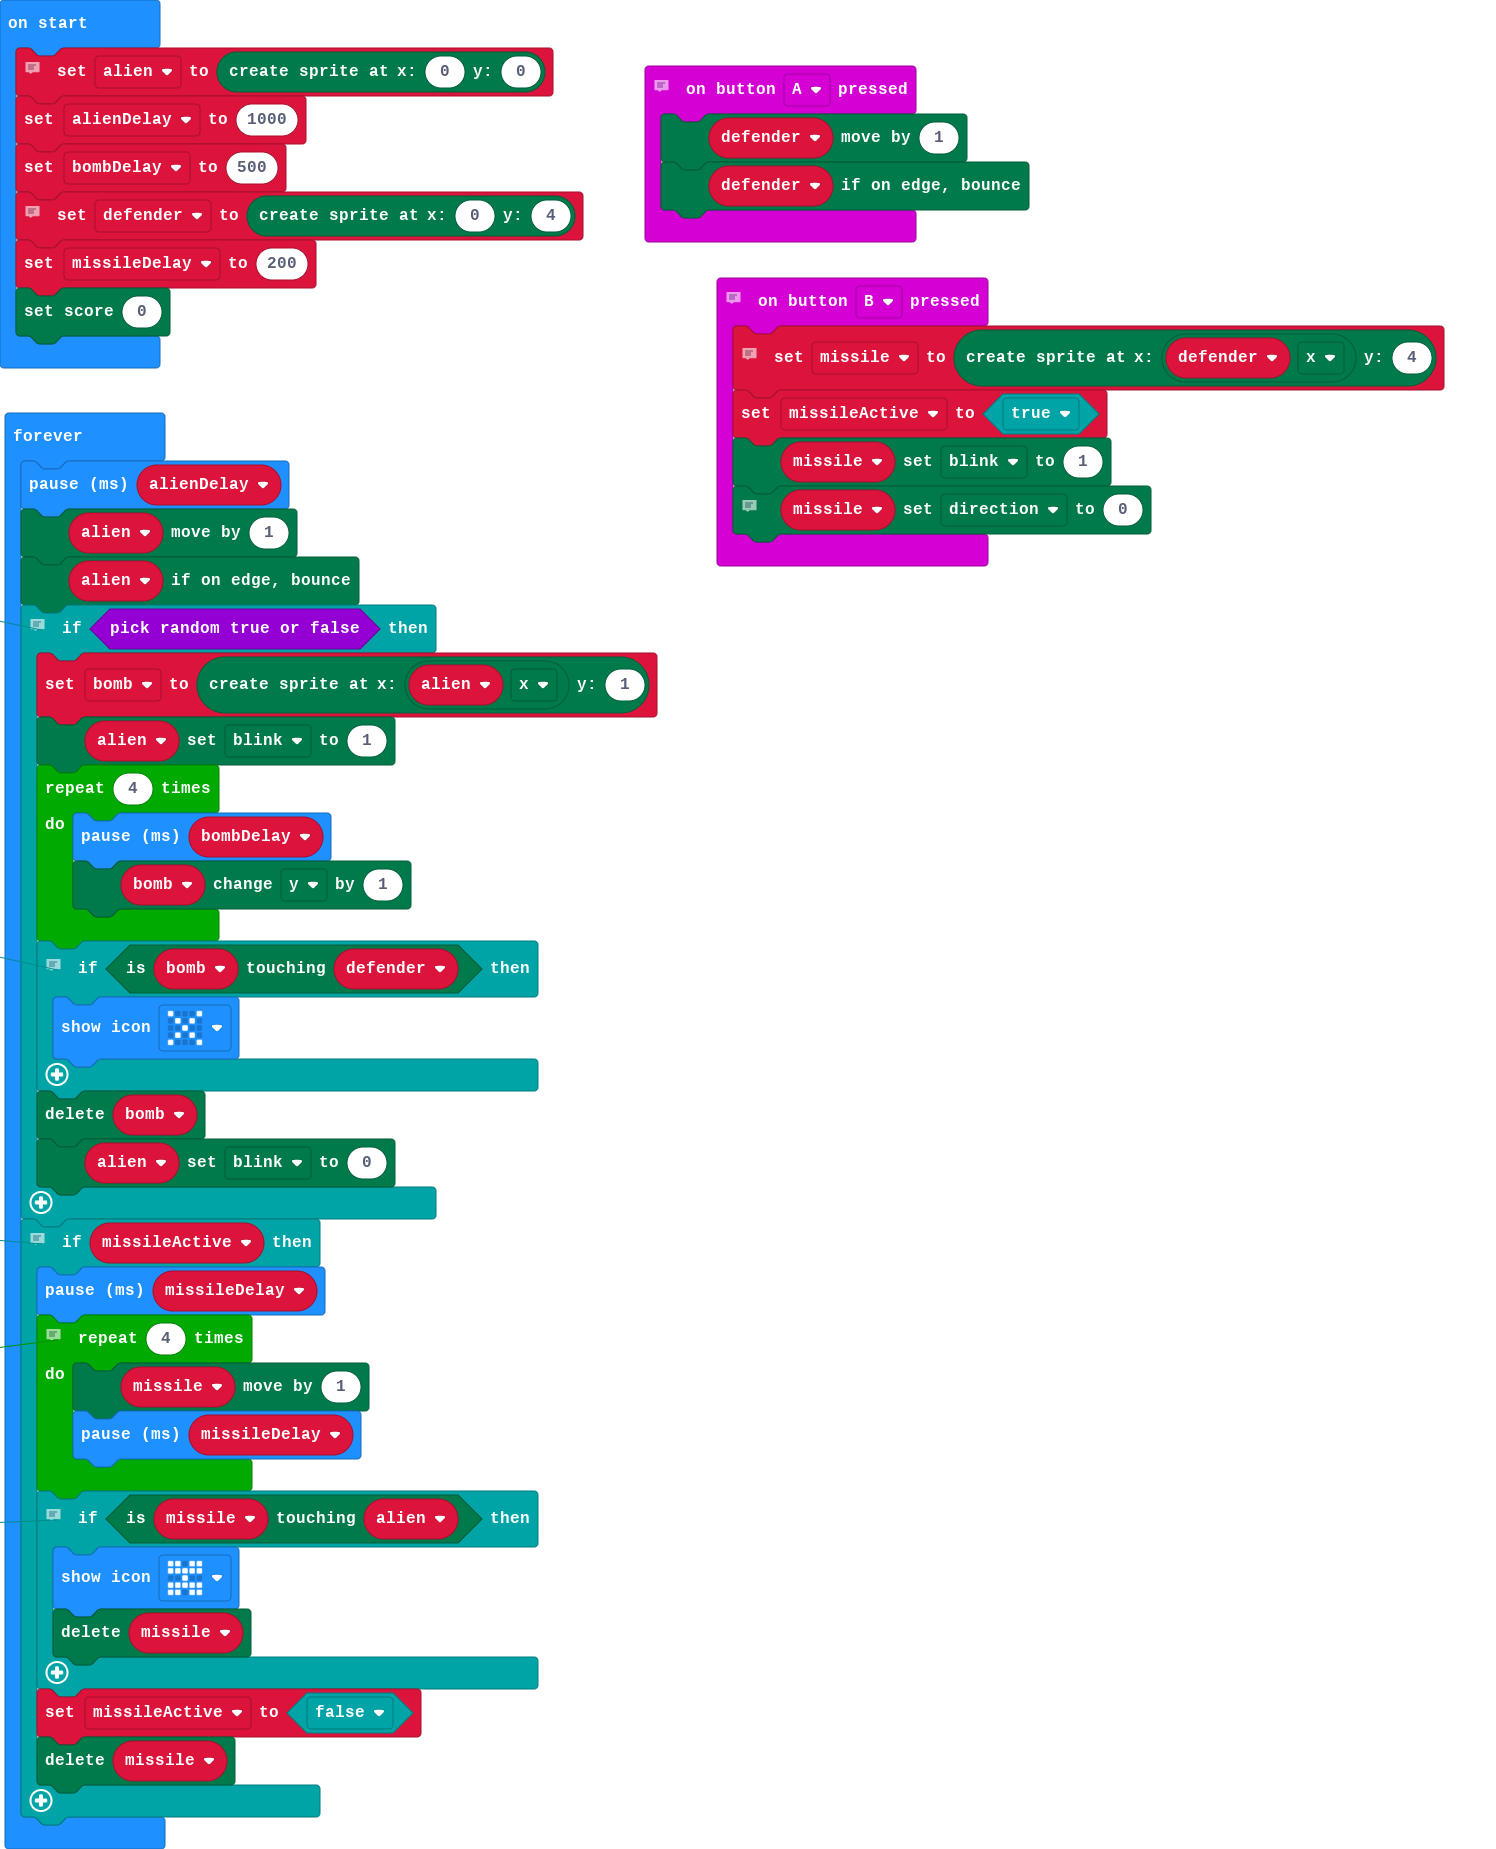 on start
set alien to create sprite at x: 0 y: 0
set alienDelay to 1000
set bombDelay to 500
set defender to create sprite at x: 0 y: 4
set missileDelay to 200
set score 0
on button A pressed
defender move by 1
defender if on edge, bounce
on button B pressed
set missile to create sprite at x: defender x y: 4
set missileActive to true
missile set blink to 1
missile set direction to 0
forever
pause (ms) alienDelay
alien move by 1
alien if on edge, bounce
if pick random true or false then
set bomb to create sprite at x: alien x y: 1
alien set blink to 1
repeat 4 times
do
pause (ms) bombDelay
bomb change y by 1
if is bomb touching defender then
show icon
delete bomb
alien set blink to 0
if missileActive then
pause (ms) missileDelay
repeat 4 times
do
missile move by 1
pause (ms) missileDelay
if is missile touching alien then
show icon
delete missile
set missileActive to false
delete missile